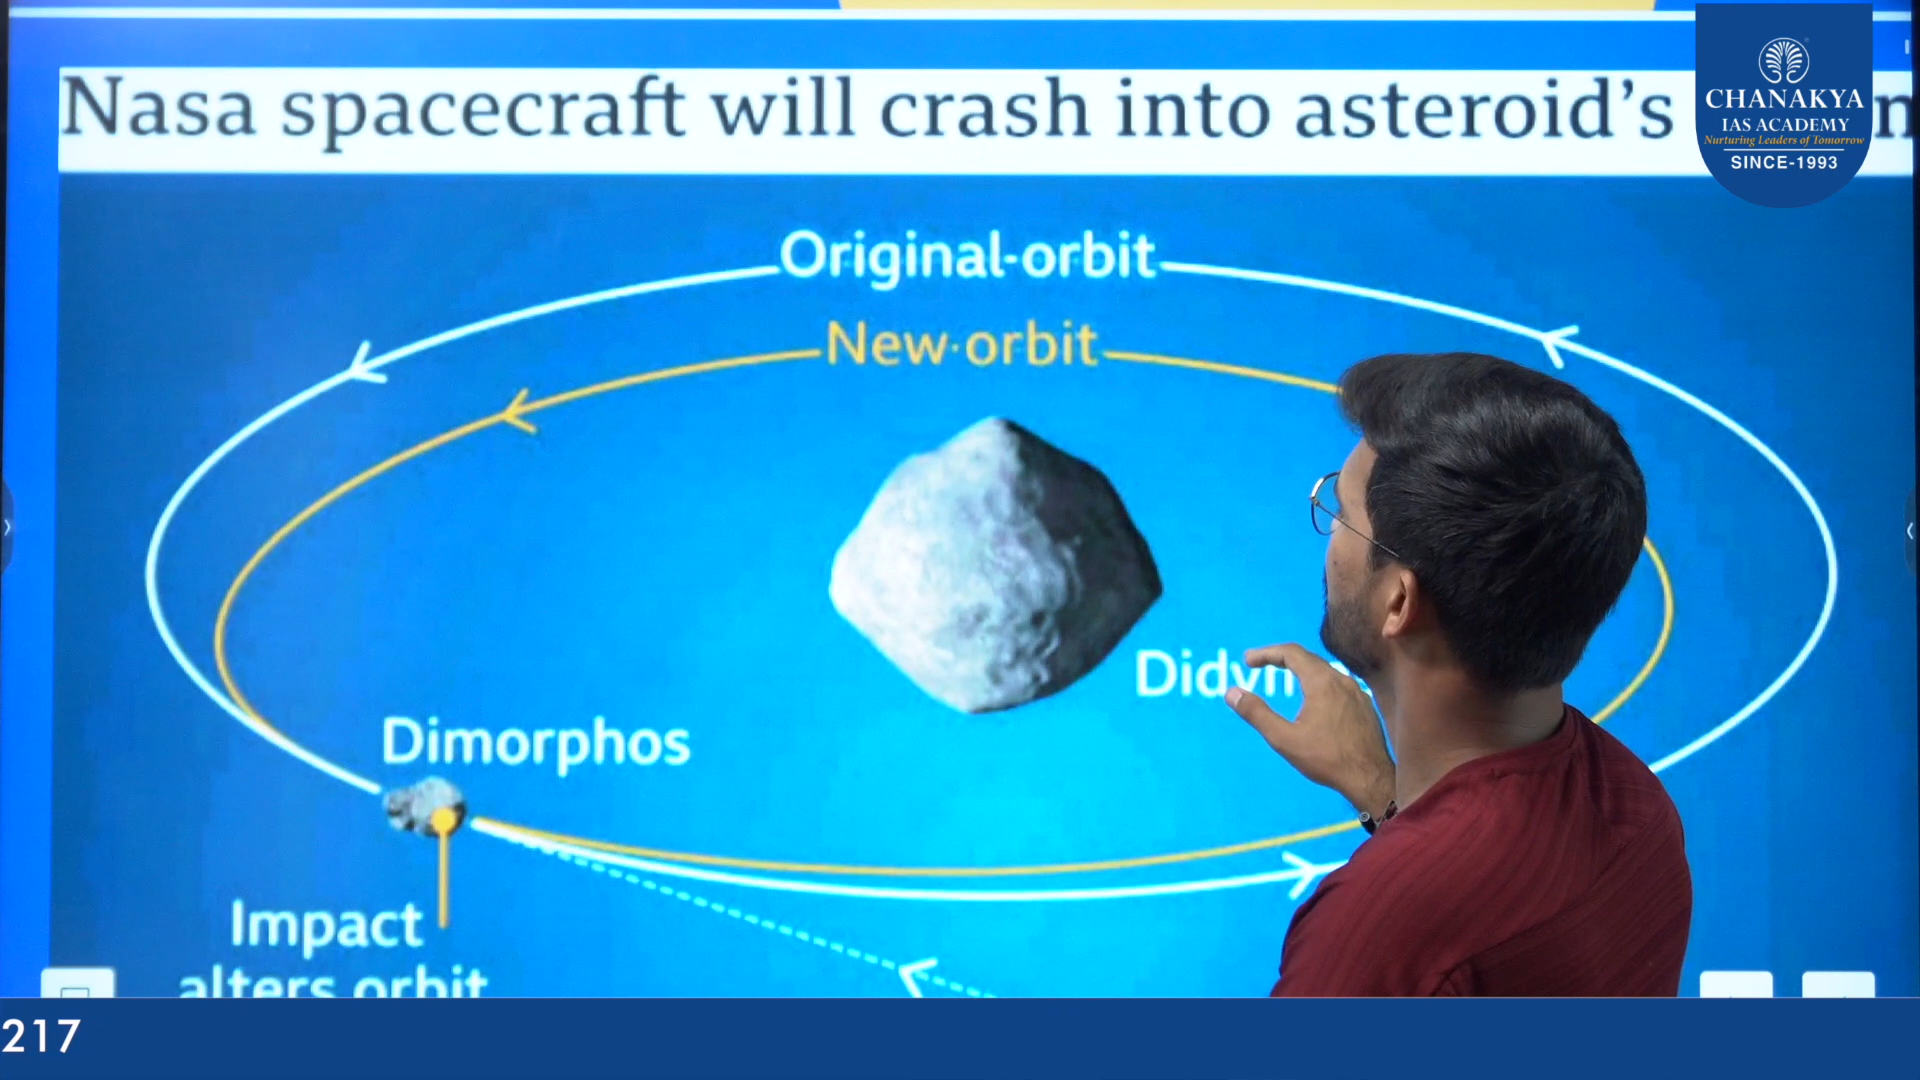 Nasa spacecraft will crash into asteroid's
CHANAKYA
IAS ACADEMY
Nurturing Leaders of Tomorrow
SINCE-1993
Original-orbit
New·orbit
Dimorphos
Impact
alters orbit
217